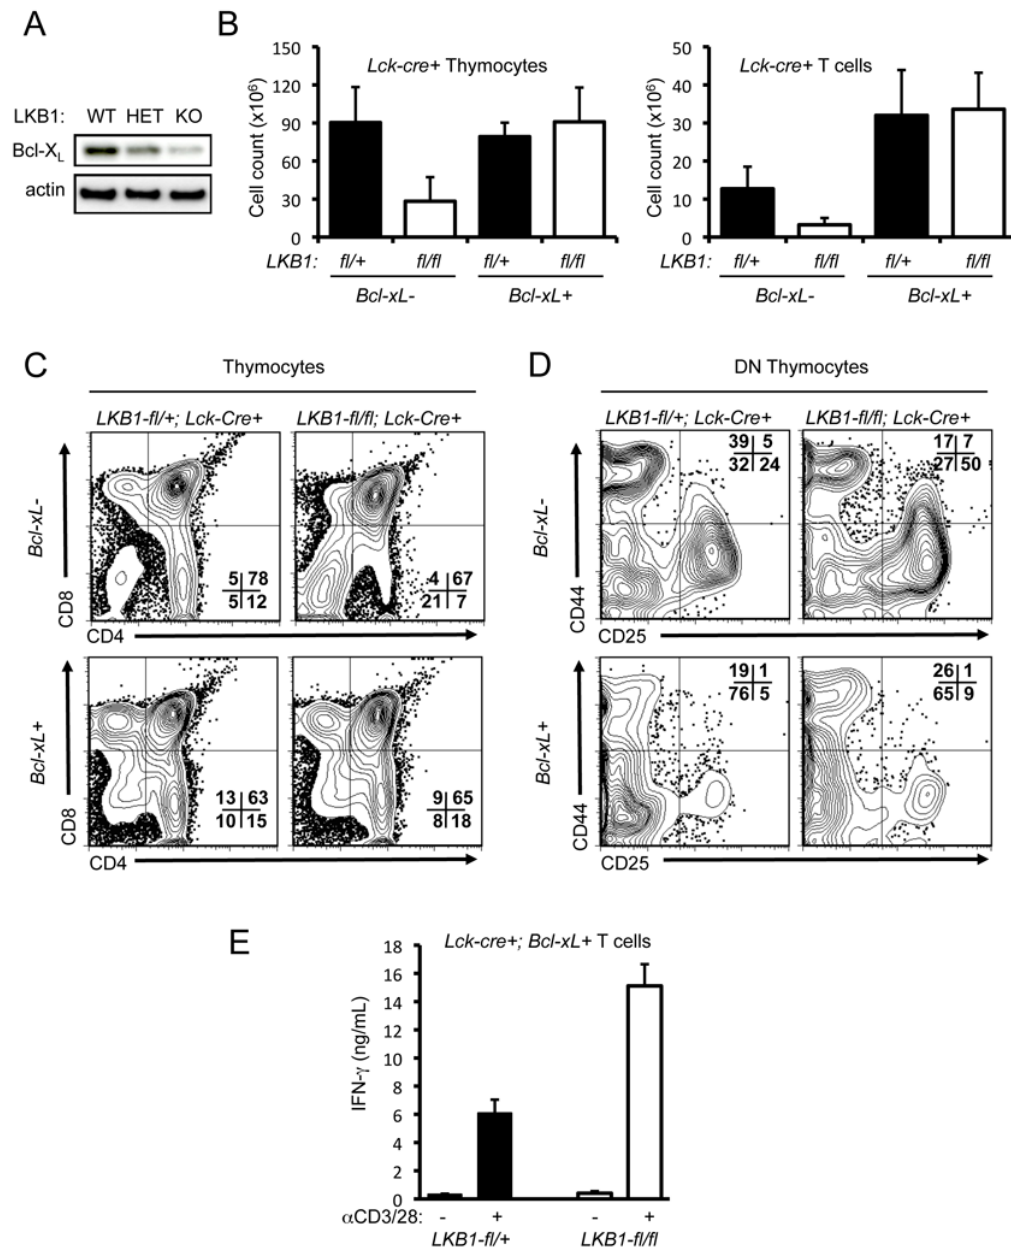 A
LKB1: WT HET KO
Bcl-XL
actin
B
Lck-cre+ Thymocytes
Cell count (x10⁶)
150
120
90
60
30
0
LKB1: fl/+ fl/fl fl/+ fl/fl
Bcl-xL- Bcl-xL+
Lck-cre+ T cells
Cell count (x10⁶)
50
40
30
20
10
0
LKB1: fl/+ fl/fl fl/+ fl/fl
Bcl-xL- Bcl-xL+
C
Thymocytes
LKB1-fl/+; Lck-Cre+ LKB1-fl/fl; Lck-Cre+
Bcl-xL-
CD8
5 78
5 12
4 67
21 7
CD4
Bcl-xL+
CD8
13 63
10 15
9 65
8 18
CD4
D
DN Thymocytes
LKB1-fl/+; Lck-Cre+ LKB1-fl/fl; Lck-Cre+
Bcl-xL-
CD44
39 5
32 24
17 7
27 50
CD25
Bcl-xL+
CD44
19 1
76 5
26 1
65 9
CD25
E
Lck-cre+; Bcl-xL+ T cells
IFN-γ (ng/mL)
18
16
14
12
10
8
6
4
2
0
αCD3/28: - + - +
LKB1-fl/+ LKB1-fl/fl